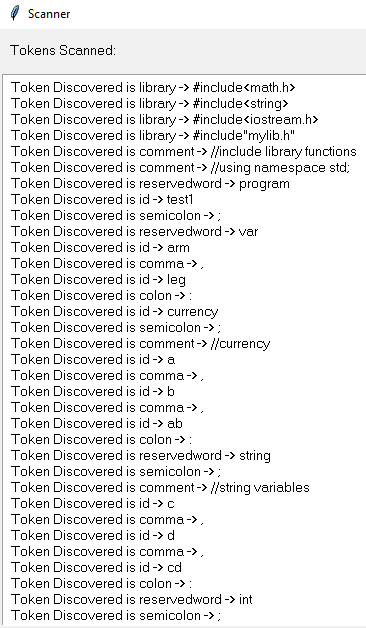 Scanner
Tokens Scanned:
Token Discovered is library -> #include<math.h>
Token Discovered is library -> #include<string>
Token Discovered is library -> #include<iostream.h>
Token Discovered is library -> #include"mylib.h"
Token Discovered is comment -> //include library functions
Token Discovered is comment -> //using namespace std;
Token Discovered is reservedword -> program
Token Discovered is id -> test1
Token Discovered is semicolon -> ;
Token Discovered is reservedword -> var
Token Discovered is id -> arm
Token Discovered is comma -> ,
Token Discovered is id -> leg
Token Discovered is colon -> :
Token Discovered is id -> currency
Token Discovered is semicolon -> ;
Token Discovered is comment -> //currency
Token Discovered is id -> a
Token Discovered is comma -> ,
Token Discovered is id -> b
Token Discovered is comma -> ,
Token Discovered is id -> ab
Token Discovered is colon -> :
Token Discovered is reservedword -> string
Token Discovered is semicolon -> ;
Token Discovered is comment -> //string variables
Token Discovered is id -> c
Token Discovered is comma -> ,
Token Discovered is id -> d
Token Discovered is comma -> ,
Token Discovered is id -> cd
Token Discovered is colon -> :
Token Discovered is reservedword -> int
Token Discovered is semicolon -> ;